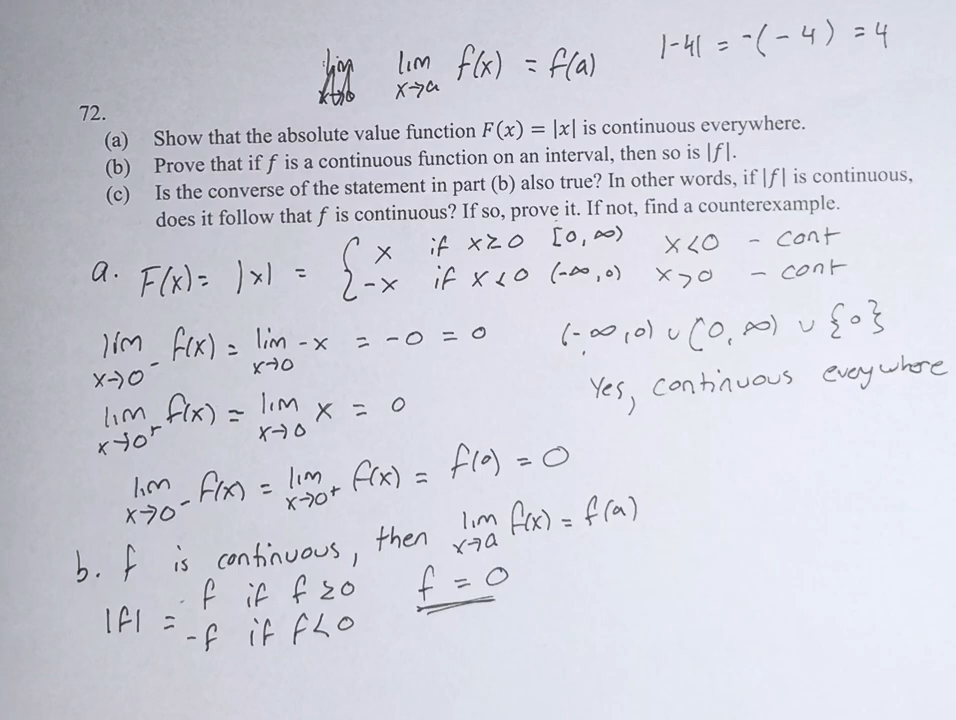 lim x→a f(x) = f(a)
|-4| = -(-4) = 4
72.
(a) Show that the absolute value function F(x) = |x| is continuous everywhere.
(b) Prove that if f is a continuous function on an interval, then so is |f|.
(c) Is the converse of the statement in part (b) also true? In other words, if |f| is continuous,
does it follow that f is continuous? If so, prove it. If not, find a counterexample.
a. F(x) = |x| = { x if x≥0 [0, ∞)
-x if x<0 (-∞, 0)
x<0 - cont
x>0 - cont
lim x→0⁻ f(x) = lim x→0 -x = -0 = 0
(-∞, 0) ∪ (0, ∞) ∪ {0}
Yes, continuous everywhere
lim x→0⁺ f(x) = lim x→0 x = 0
lim x→0⁻ f(x) = lim x→0⁺ f(x) = f(0) = 0
b. f is continuous, then lim x→a f(x) = f(a)
|f| = f if f≥0
-f if f<0
f = 0